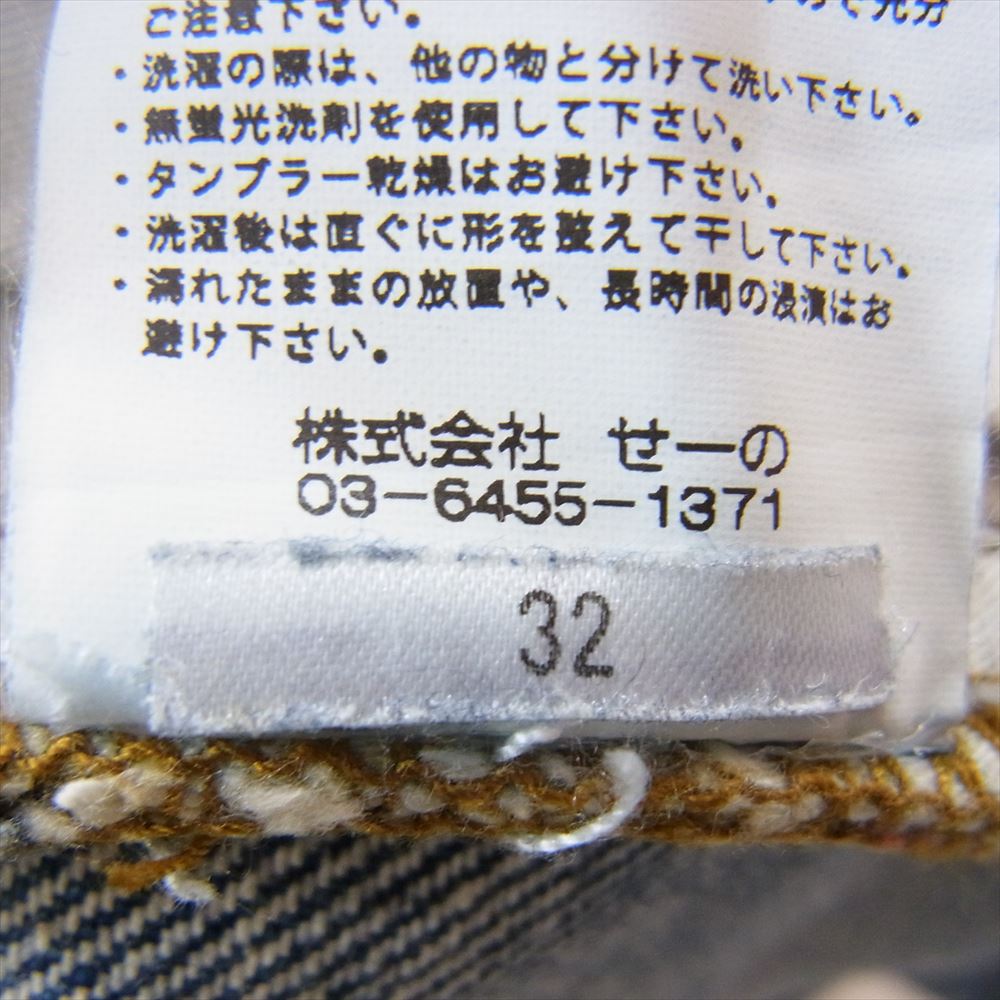 ので充分
ご注意下さい。
・洗濯の際は、他の物と分けて洗い下さい。
・無蛍光洗剤を使用して下さい。
・タンブラー乾燥はお避け下さい。
・洗濯後は直ぐに形を整えて干して下さい。
・濡れたままの放置や、長時間の浸漬はお
避け下さい。
株式会社 せーの
03-6455-1371
32